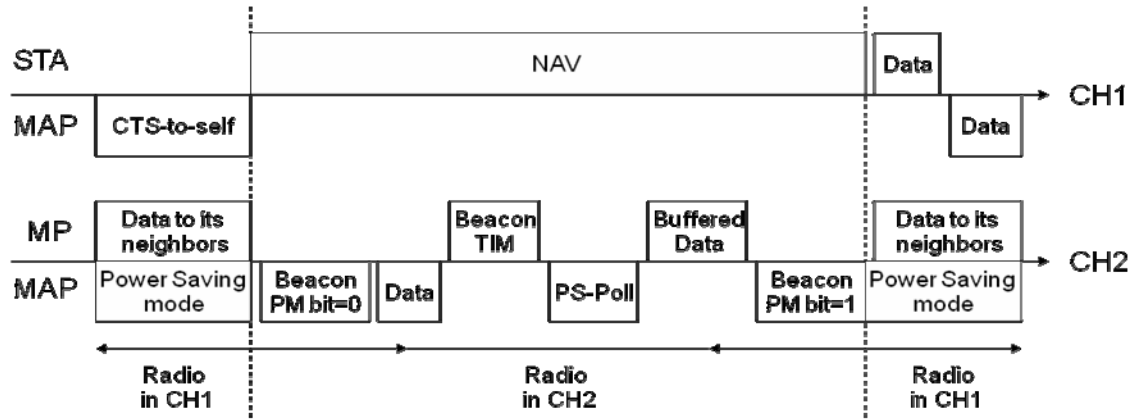 STA
NAV
Data
CH1
MAP
CTS-to-self
Data
MP
Data to its
neighbors
Beacon
TIM
Buffered
Data
Data to its
neighbors
CH2
MAP
Power Saving
mode
Beacon
PM bit=0
Data
PS-Poll
Beacon
PM bit=1
Power Saving
mode
Radio
in CH1
Radio
in CH2
Radio
in CH1